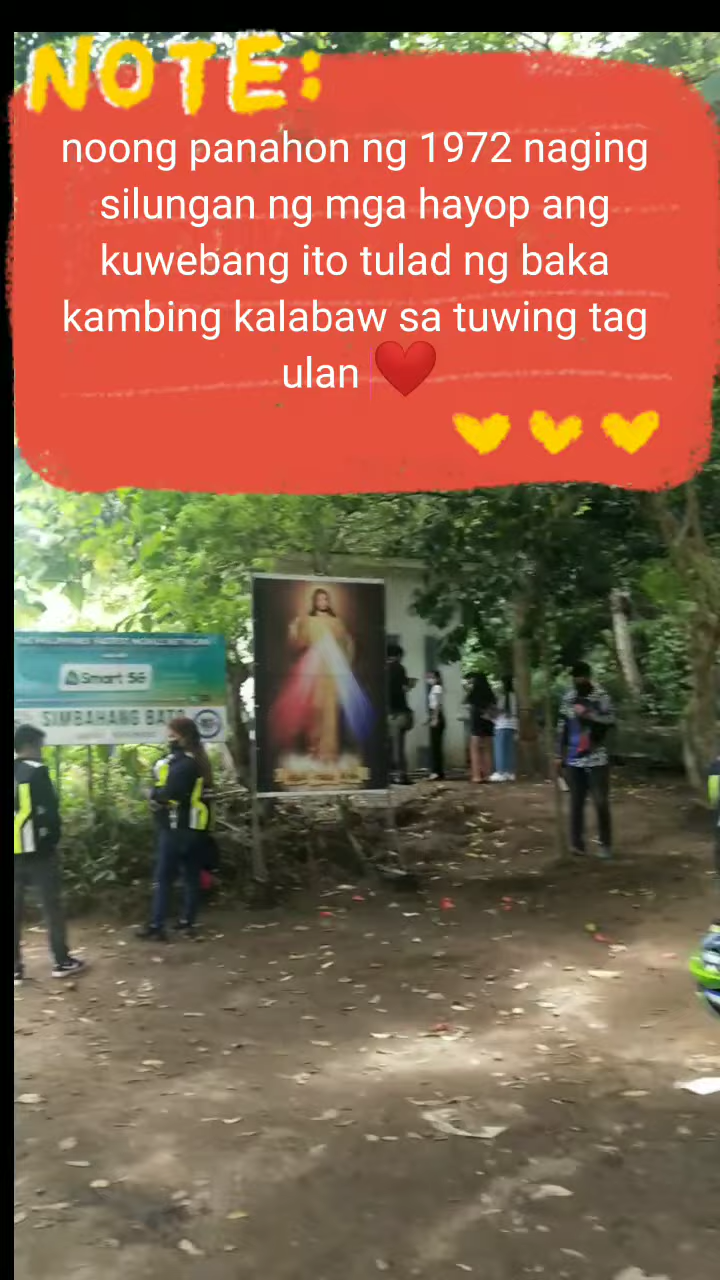 NOTE:
noong panahon ng 1972 naging
silungan ng mga hayop ang
kuwebang ito tulad ng baka
kambing kalabaw sa tuwing tag
ulan ❤️
Smart 5G
SIMBAHANG BATO